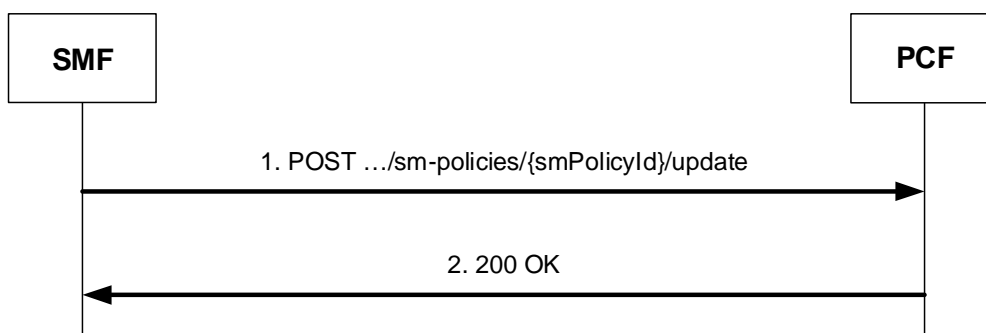 SMF
PCF
1. POST …/sm-policies/{smPolicyId}/update
2. 200 OK